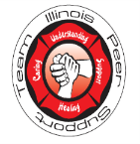 Team Illinois Peer Support
Understanding
Caring
Support
Healing